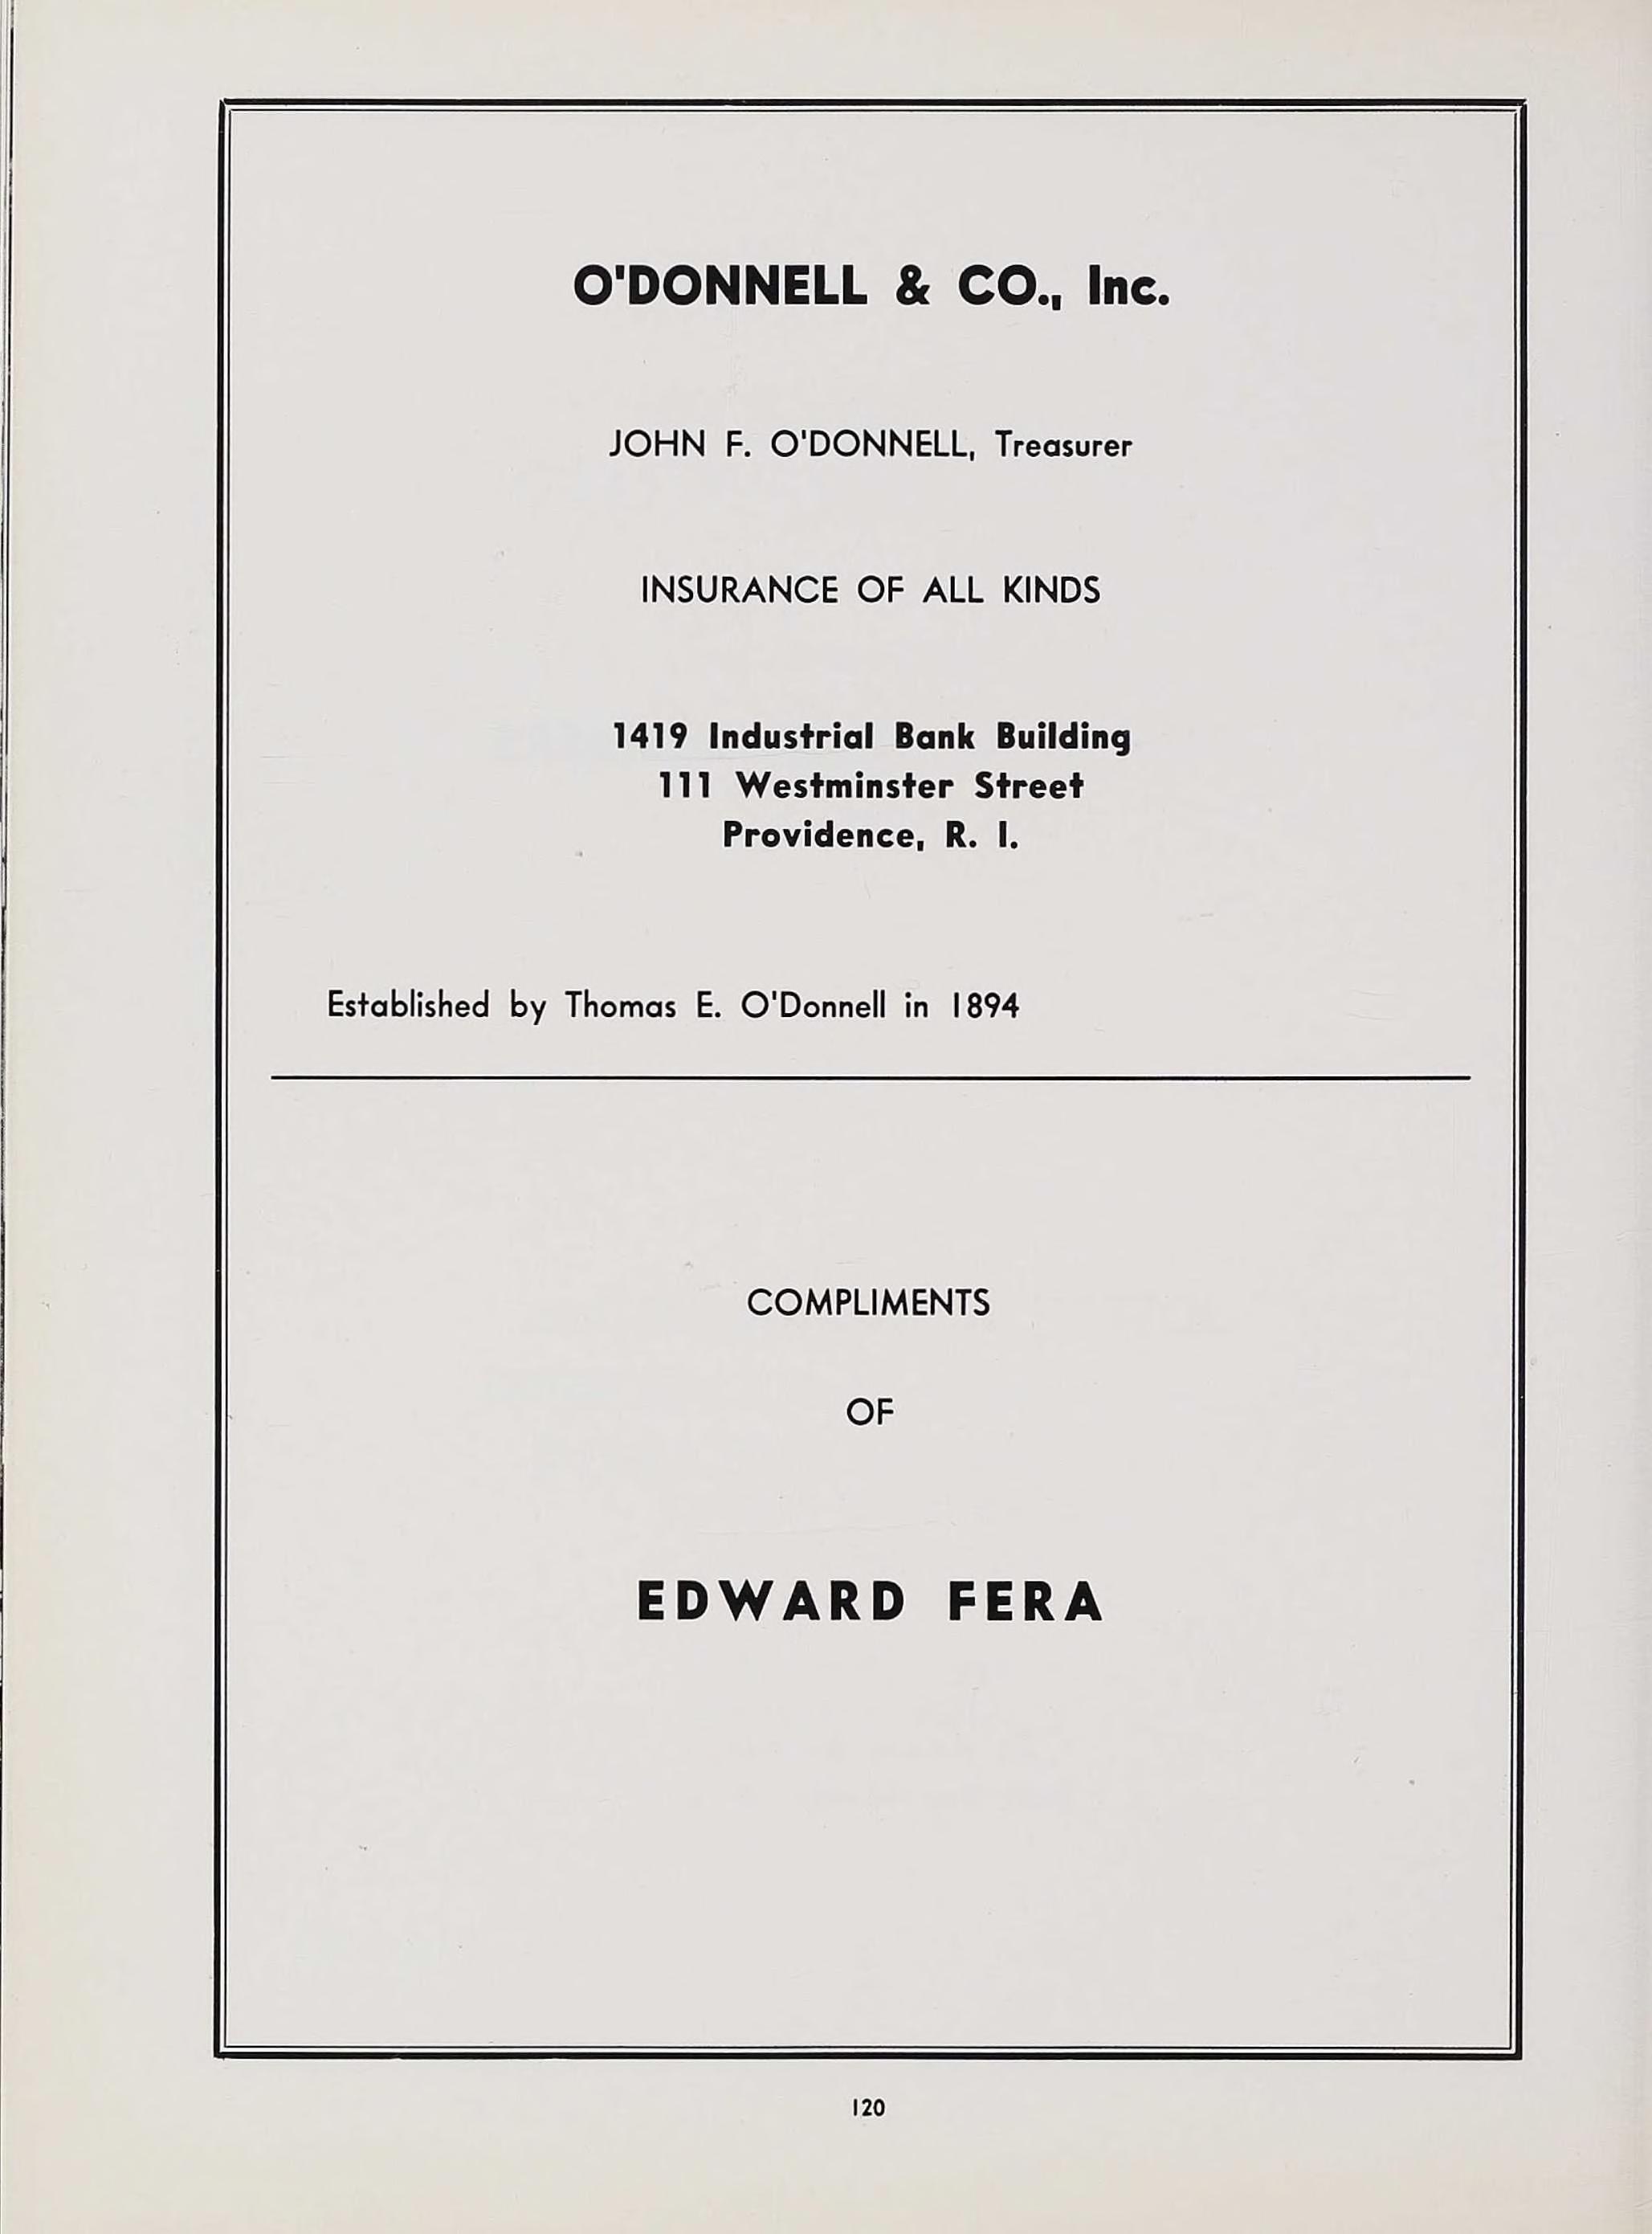 O'DONNELL & CO., Inc.
JOHN F. O'DONNELL, Treasurer
INSURANCE OF ALL KINDS
1419 Industrial Bank Building
111 Westminster Street
Providence, R. I.
Established by Thomas E. O'Donnell in 1894
COMPLIMENTS
OF
EDWARD FERA
120